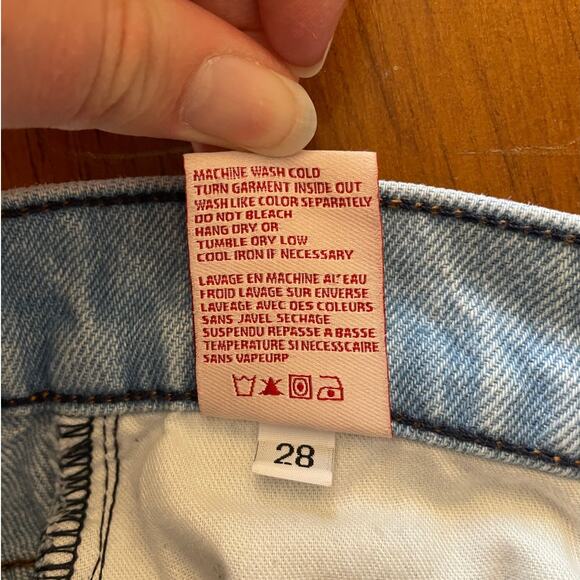 MACHINE WASH COLD
TURN GARMENT INSIDE OUT
WASH LIKE COLOR SEPARATELY
DO NOT BLEACH
HANG DRY, OR
TUMBLE DRY LOW
COOL IRON IF NECESSARY
LAVAGE EN MACHINE AL'EAU
FROID LAVAGE SUR ENVERSE
LAVEAGE AVEC DES COLEURS
SANS JAVEL SECHAGE
SUSPENDU REPASSE A BASSE
TEMPERATURE SI NECESSCAIRE
SANS VAPEURP
28